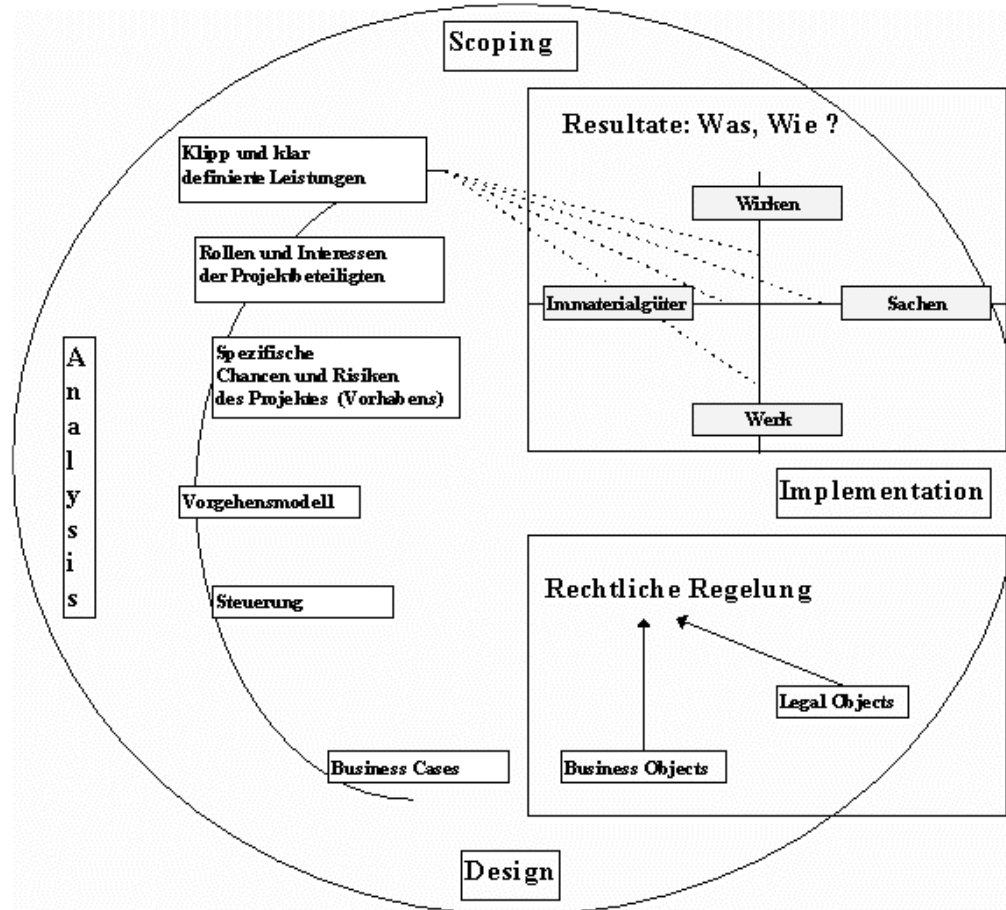 Scoping
Resultate: Was, Wie ?
Klipp und klar
definierte Leistungen
Wirken
Rollen und Interessen
der Projektbeteiligten
Immaterialgüter
Sachen
Analysis
Spezifische
Chancen und Risiken
des Projektes (Vorhabens)
Werk
Vorgehensmodell
Implementation
Rechtliche Regelung
Steuerung
Legal Objects
Business Cases
Business Objects
Design